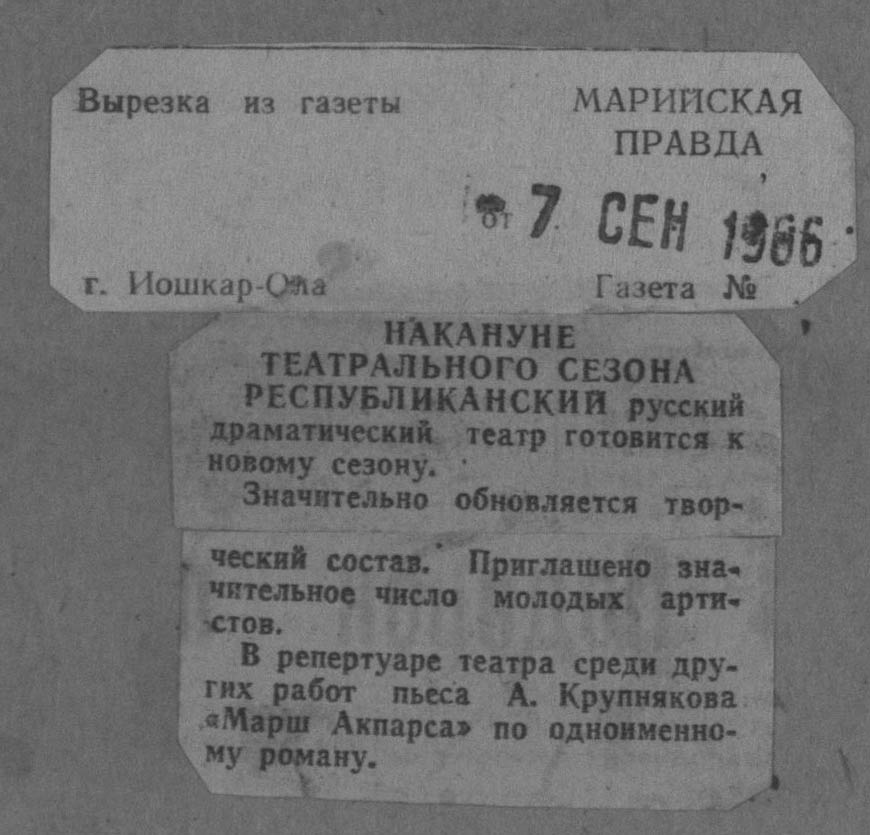 Вырезка из газеты
МАРИЙСКАЯ
ПРАВДА
от 7 СЕН 1966
г. Йошкар-Ола
Газета №
НАКАНУНЕ
ТЕАТРАЛЬНОГО СЕЗОНА
РЕСПУБЛИКАНСКИЙ русский
драматический театр готовится к
новому сезону.
Значительно обновляется твор-
ческий состав. Приглашено зна-
чительное число молодых арти-
стов.
В репертуаре театра среди дру-
гих работ пьеса А. Крупнякова
«Марш Акпарса» по одноименно-
му роману.